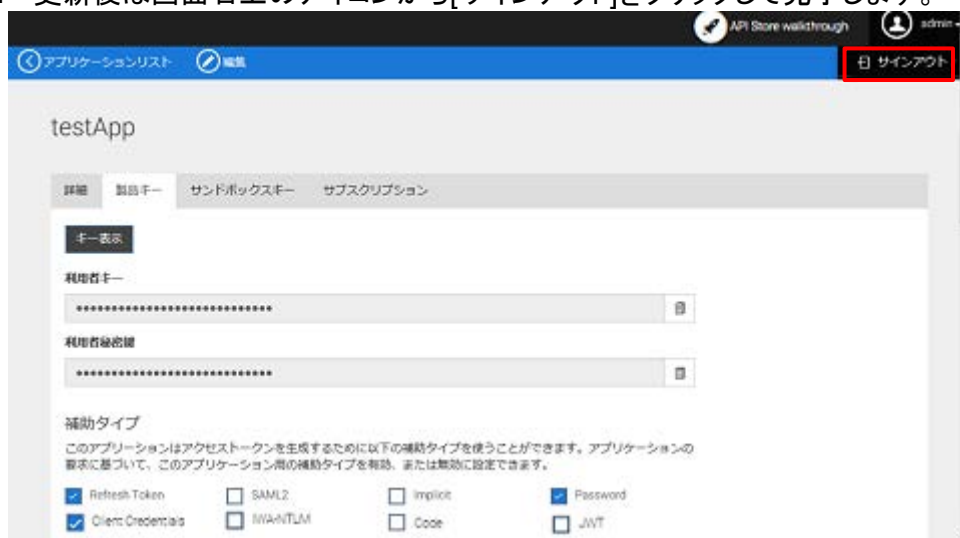 更新後は画面右上のアイコンから[サインアウト]をクリックして完了します。
API Store walkthrough
admin
アプリケーションリスト
編集
サインアウト
testApp
詳細 製品キー サンドボックスキー サブスクリプション
キー表示
利用者キー
利用者秘密鍵
補助タイプ
このアプリーションはアクセストークンを生成するために以下の補助タイプを使うことができます。アプリケーションの
要求に基づいて、このアプリケーション用の補助タイプを有効、または無効に設定できます。
Refresh Token SAML2 Implicit Password
Client Credentials IWA-NTLM Code JWT